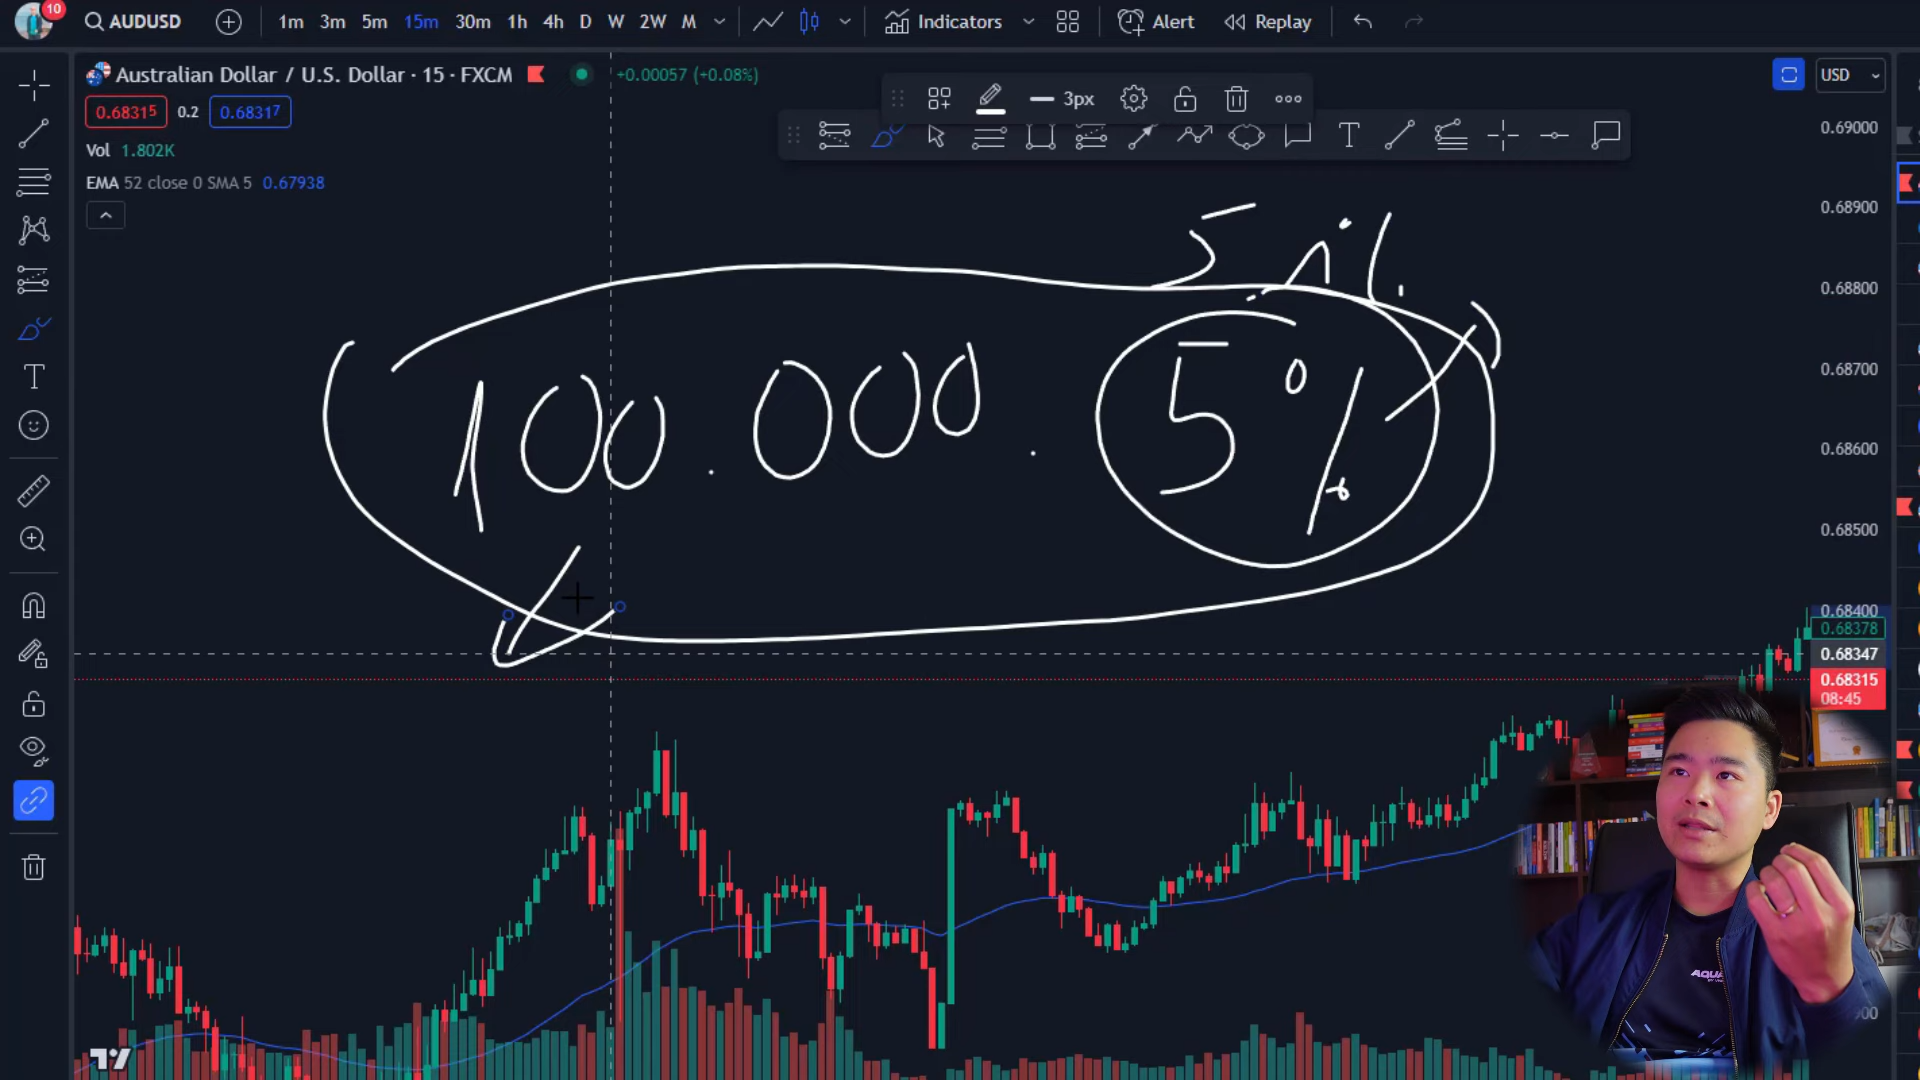 10
AUDUSD 1m 3m 5m 15m 30m 1h 4h D W 2W M Indicators Alert Replay
Australian Dollar / U.S. Dollar · 15 · FXCM +0.00057 (+0.08%)
USD
0.68315 0.2 0.68317
3px
Vol 1.802K
EMA 52 close 0 SMA 5 0.67938
T
T
0.69000
0.68900
0.68800
0.68700
0.68600
0.68500
0.68400
0.68378
0.68347
0.68315
08:45
5
100.000. 5%
AQUA